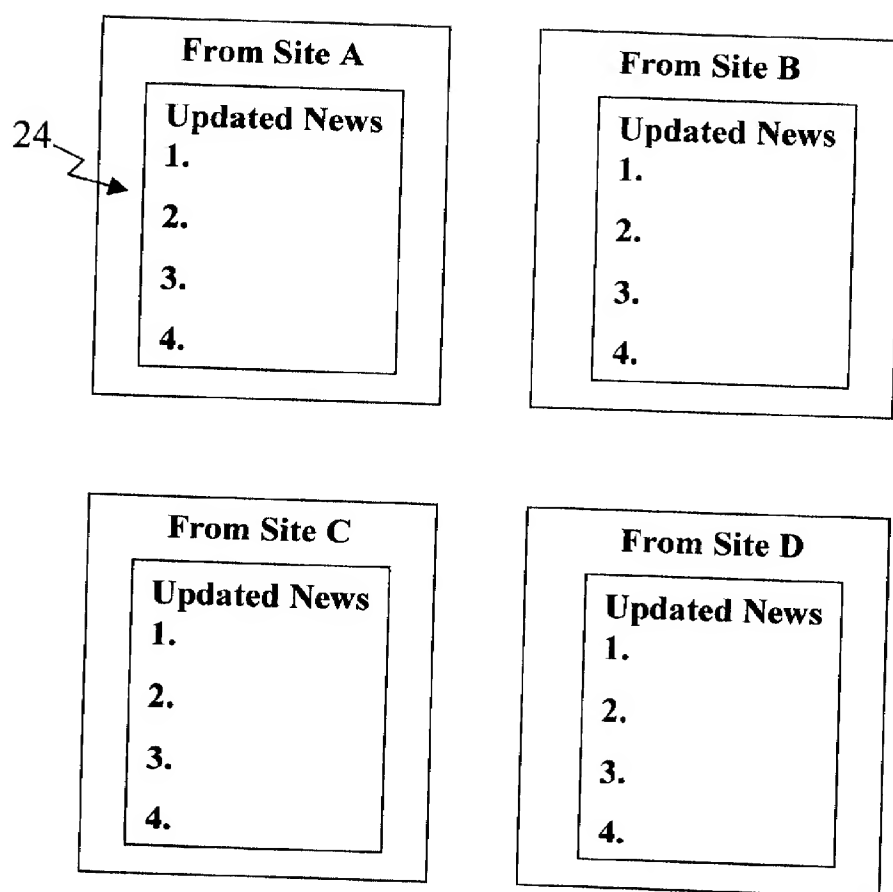 From Site A
Updated News
24
1.
2.
3.
4.
From Site B
Updated News
1.
2.
3.
4.
From Site C
Updated News
1.
2.
3.
4.
From Site D
Updated News
1.
2.
3.
4.